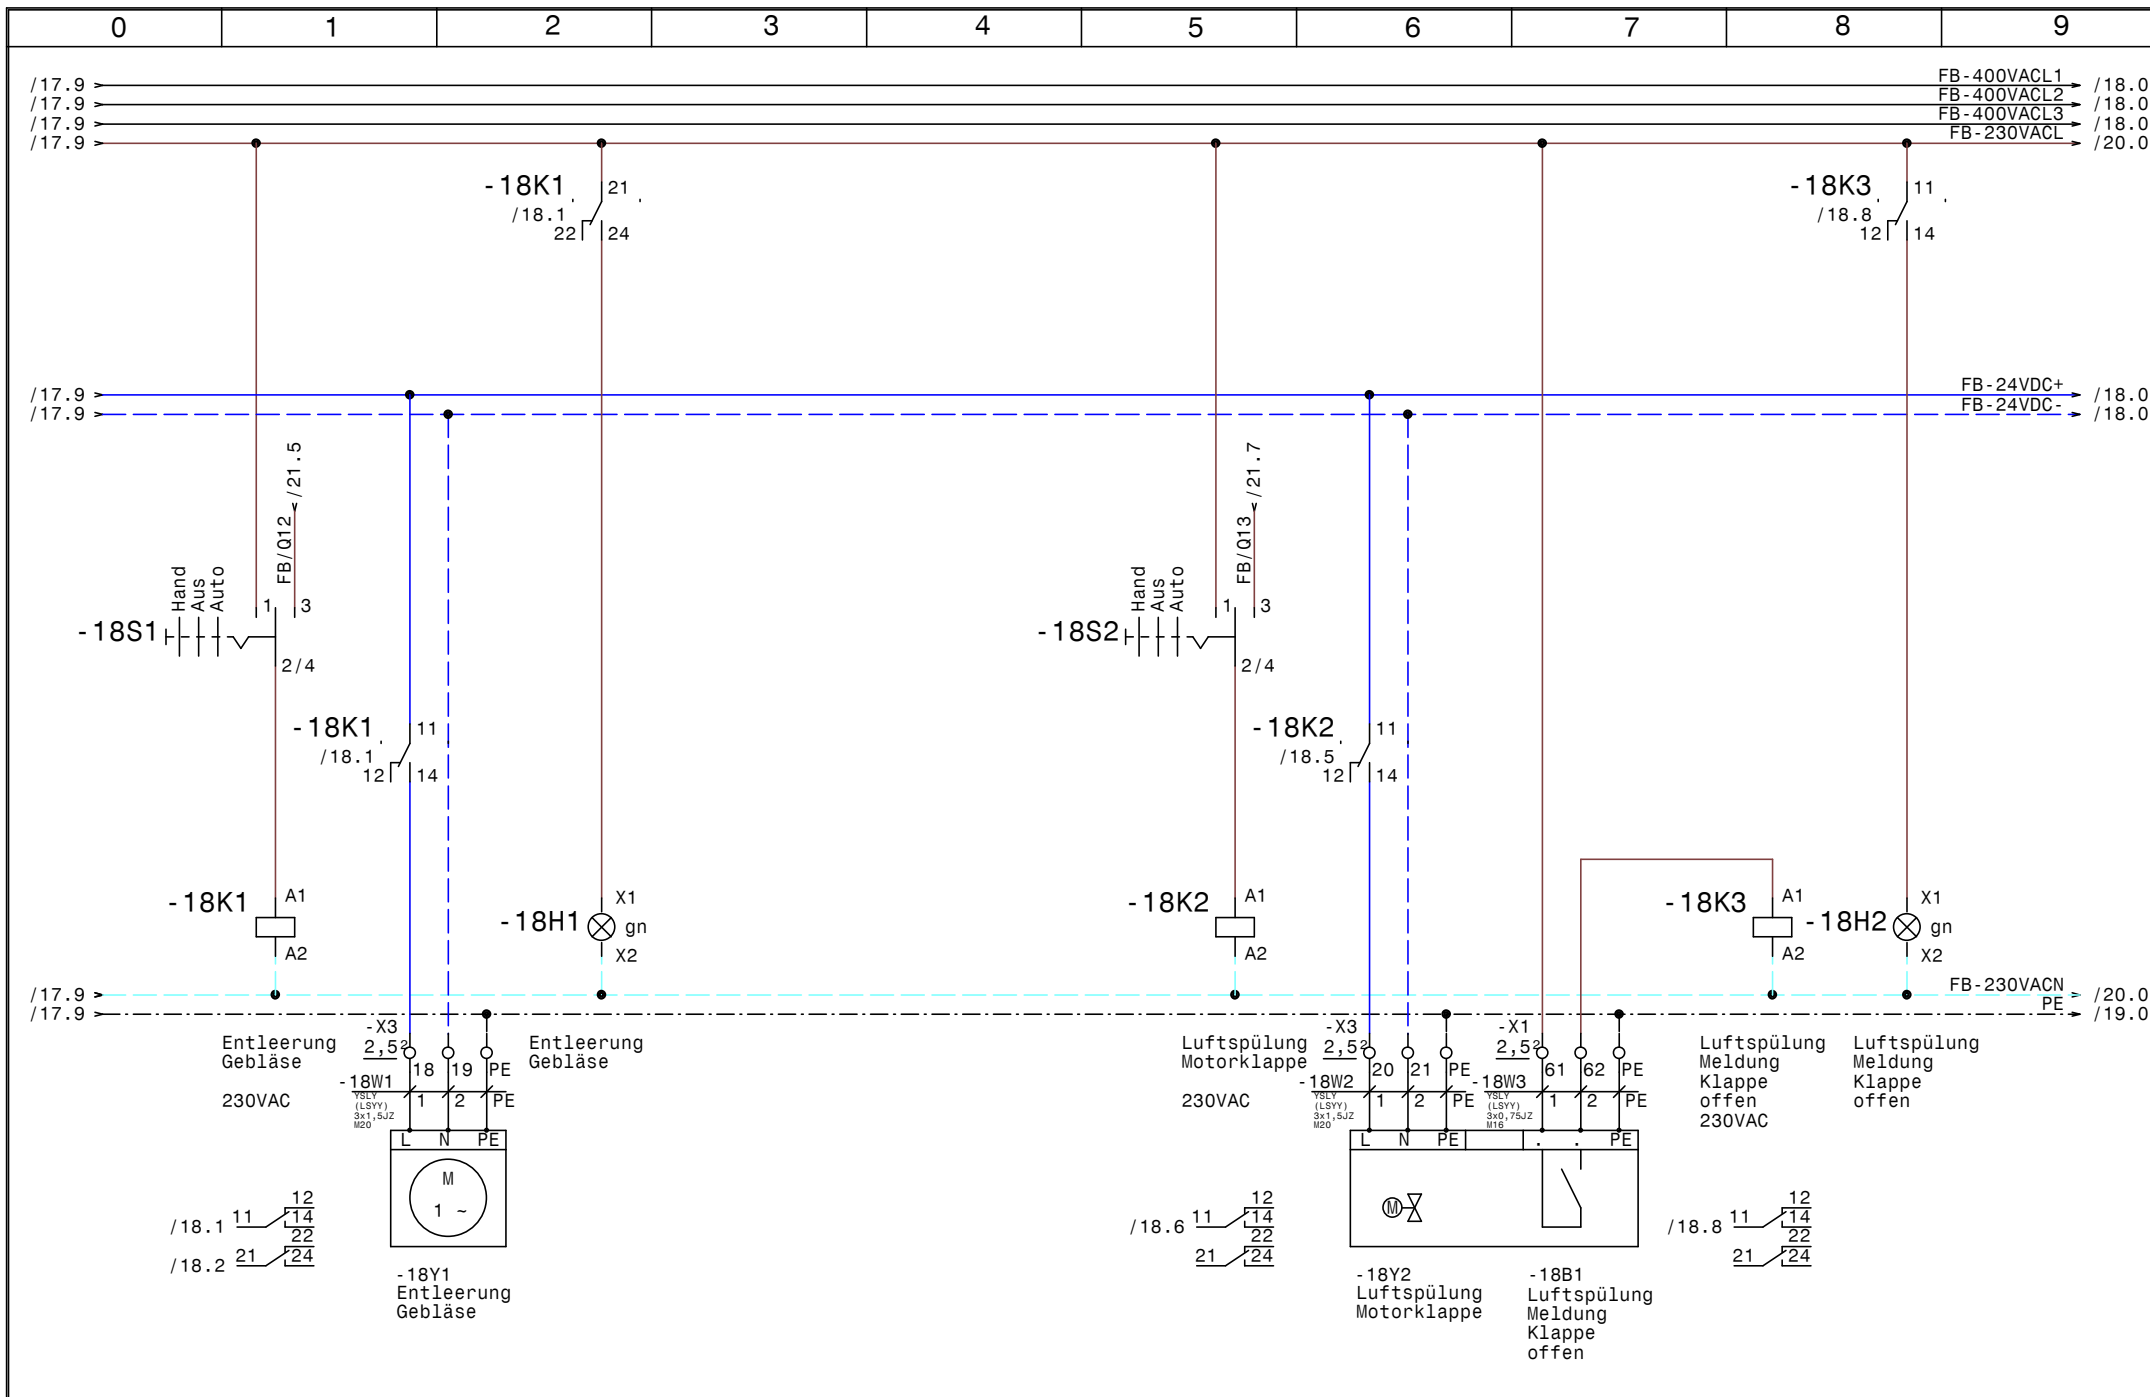 0 1 2 3 4 5 6 7 8 9
/17.9 FB-400VACL1 /18.0
/17.9 FB-400VACL2 /18.0
/17.9 FB-400VACL3 /18.0
/17.9 FB-230VACL /20.0
-18K1 21
/18.1
22 24
-18K3 11
/18.8
12 14
/17.9 FB-24VDC+ /18.0
/17.9 FB-24VDC- /18.0
Hand
Aus
Auto
FB/Q12
/21.5
-18S1
1 3
2/4
Hand
Aus
Auto
FB/Q13
/21.7
-18S2
1 3
2/4
-18K1 11
/18.1
12 14
-18K2 11
/18.5
12 14
-18K1 A1
A2
-18H1 X1
gn
X2
-18K2 A1
A2
-18K3 A1
A2
-18H2 X1
gn
X2
/17.9 FB-230VACN /20.0
/17.9 PE /19.0
Entleerung
Gebläse
230VAC
-X3
2,5²
18 19 PE
-18W1
YSLY
(LSYY)
3x1,5JZ
M20
1 2 PE
L N PE
M
1 ~
Entleerung
Gebläse
Luftspülung
Motorklappe
230VAC
-X3
2,5²
20 21 PE
-18W2
YSLY
(LSYY)
3x1,5JZ
M20
1 2 PE
L N PE
M
-X1
2,5²
61 62 PE
-18W3
YSLY
(LSYY)
3x0,75JZ
M16
1 2 PE
. . PE
Luftspülung
Meldung
Klappe
offen
230VAC
Luftspülung
Meldung
Klappe
offen
12
/18.1 11 14
22
/18.2 21 24
12
/18.6 11 14
22
21 24
12
/18.8 11 14
22
21 24
-18Y1
Entleerung
Gebläse
-18Y2
Luftspülung
Motorklappe
-18B1
Luftspülung
Meldung
Klappe
offen